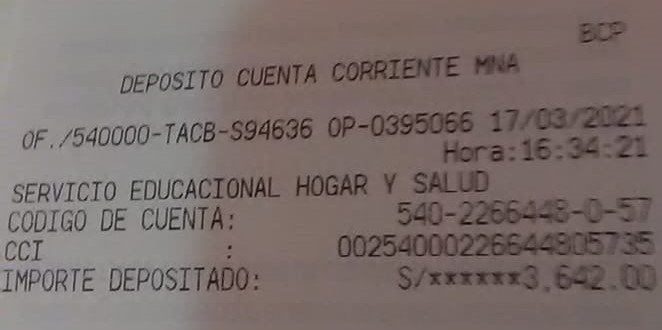 BCP
DEPOSITO CUENTA CORRIENTE MNA
OF./540000-TACB-S94636 OP-0395066 17/03/2021
Hora:16:34:21
SERVICIO EDUCACIONAL HOGAR Y SALUD
CODIGO DE CUENTA: 540-2266448-0-57
CCI : 00254000226644805735
IMPORTE DEPOSITADO: S/******3,642.00